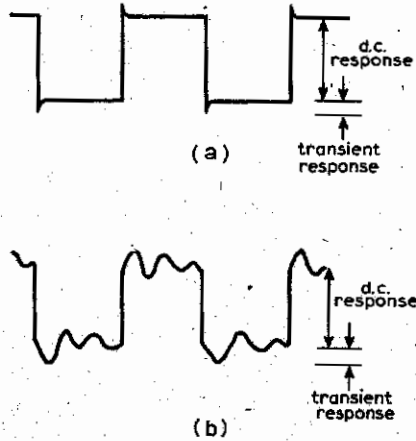 d.c.
response
transient
response
(a)
d.c.
response
transient
response
(b)